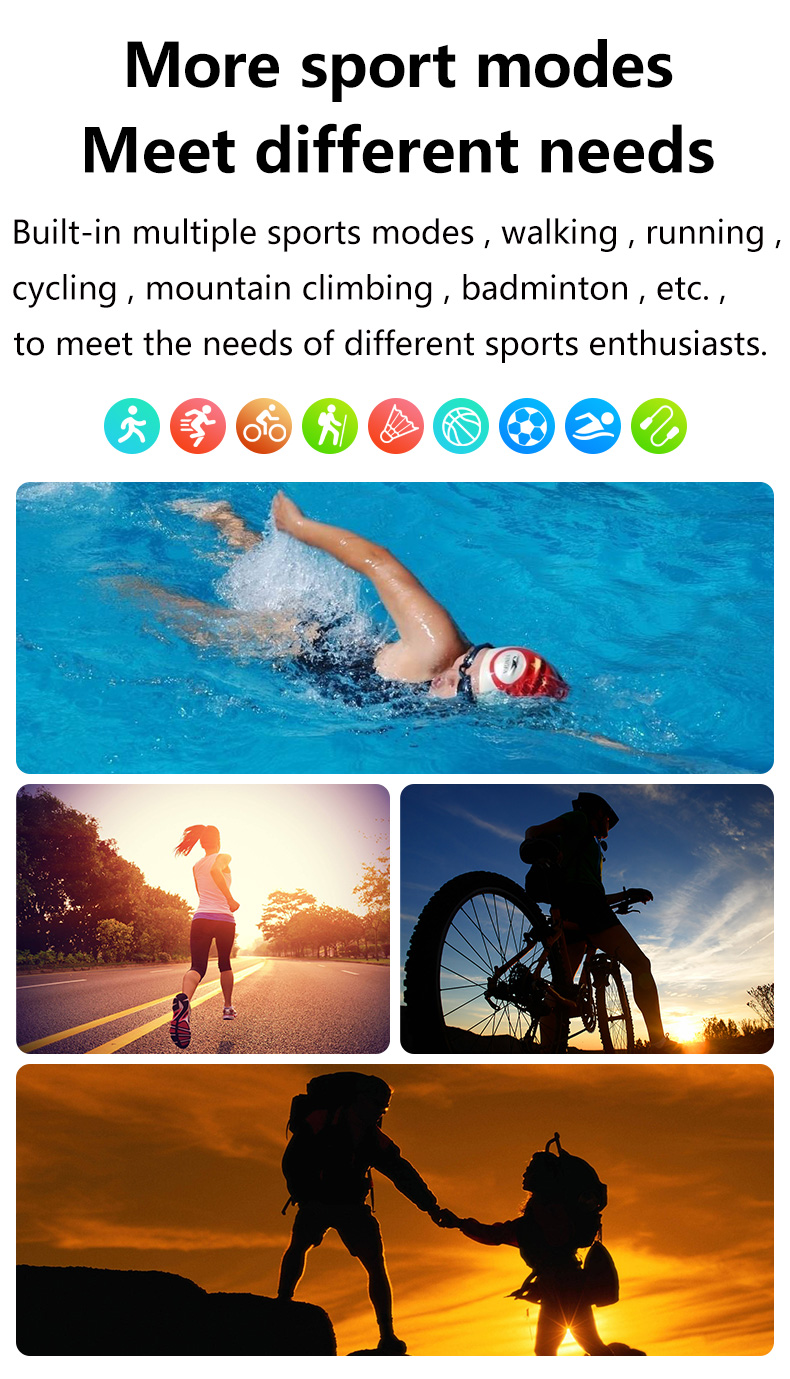 More sport modes
Meet different needs
Built-in multiple sports modes , walking , running ,
cycling , mountain climbing , badminton , etc. ,
to meet the needs of different sports enthusiasts.